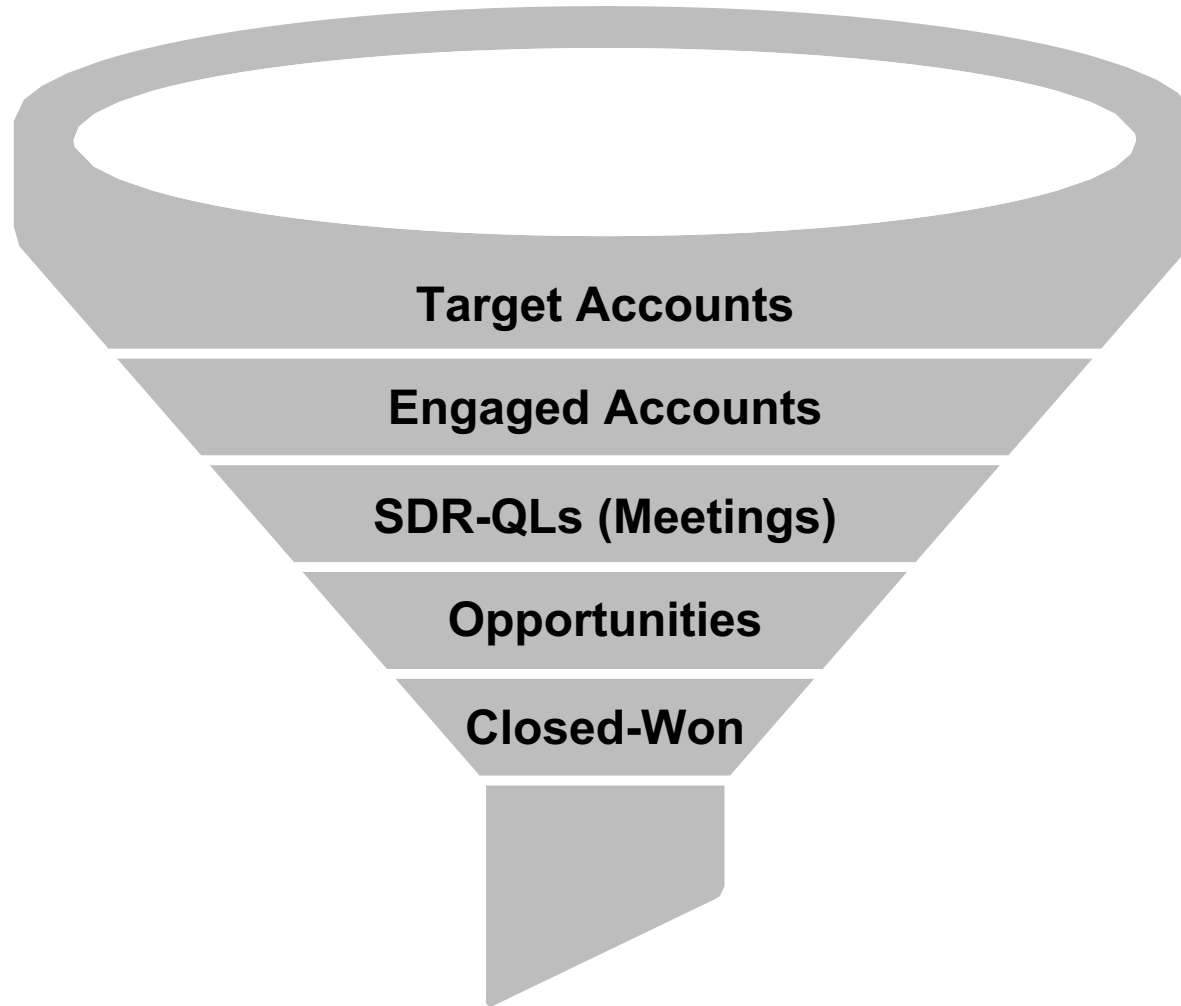 Target Accounts
Engaged Accounts
SDR-QLs (Meetings)
Opportunities
Closed-Won